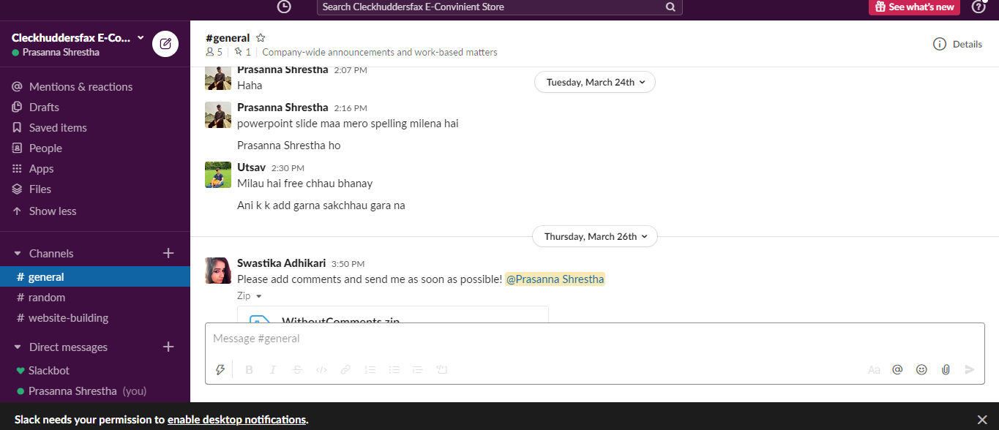 Search Cleckhuddersfax E-Convinient Store
See what's new
Cleckhuddersfax E-Co...
Prasanna Shrestha
Mentions & reactions
Drafts
Saved items
People
Apps
Files
Show less
Channels
# general
# random
# website-building
Direct messages
Slackbot
Prasanna Shrestha (you)
#general
5 | 1 | Company-wide announcements and work-based matters
Details
Prasanna Shrestha 2:07 PM
Tuesday, March 24th
Haha
Prasanna Shrestha 2:16 PM
powerpoint slide maa mero spelling milena hai
Prasanna Shrestha ho
Utsav 2:30 PM
Milau hai free chhau bhanay
Ani k k add garna sakchhau gara na
Thursday, March 26th
Swastika Adhikari 3:50 PM
Please add comments and send me as soon as possible! @Prasanna Shrestha
Zip
WithoutComments.zip
Message #general
B I S Aa @
Slack needs your permission to enable desktop notifications.